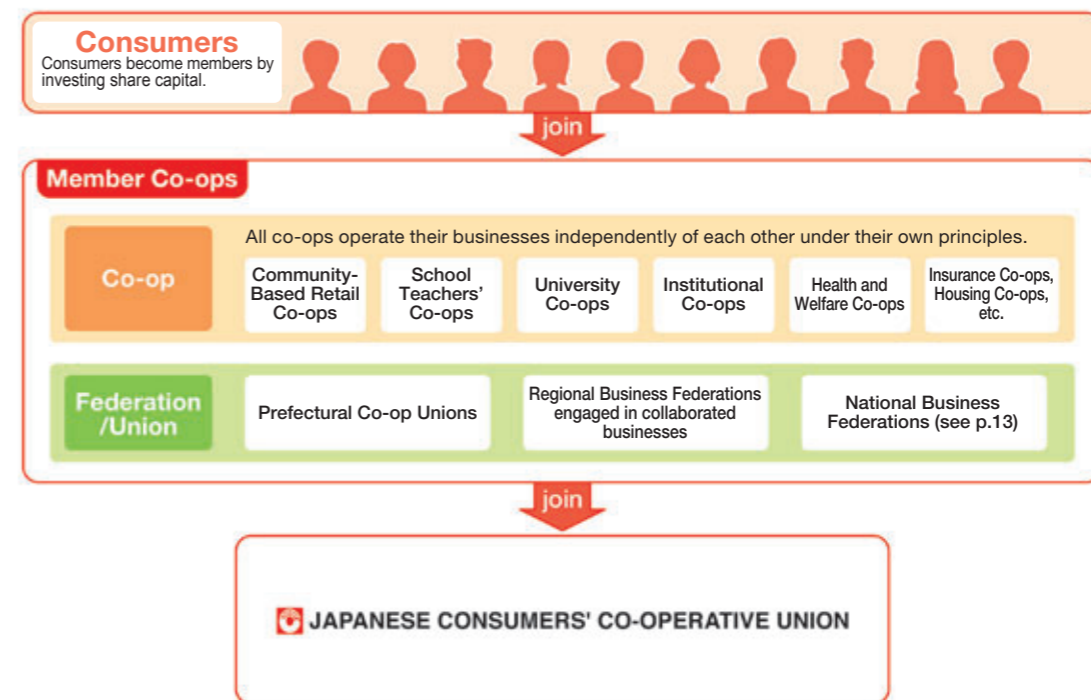 Consumers
Consumers become members by
investing share capital.
join
Member Co-ops
Co-op
All co-ops operate their businesses independently of each other under their own principles.
Community-
Based Retail
Co-ops
School
Teachers'
Co-ops
University
Co-ops
Institutional
Co-ops
Health and
Welfare Co-ops
Insurance Co-ops,
Housing Co-ops,
etc.
Federation
/Union
Prefectural Co-op Unions
Regional Business Federations
engaged in collaborated
businesses
National Business
Federations (see p.13)
join
JAPANESE CONSUMERS' CO-OPERATIVE UNION